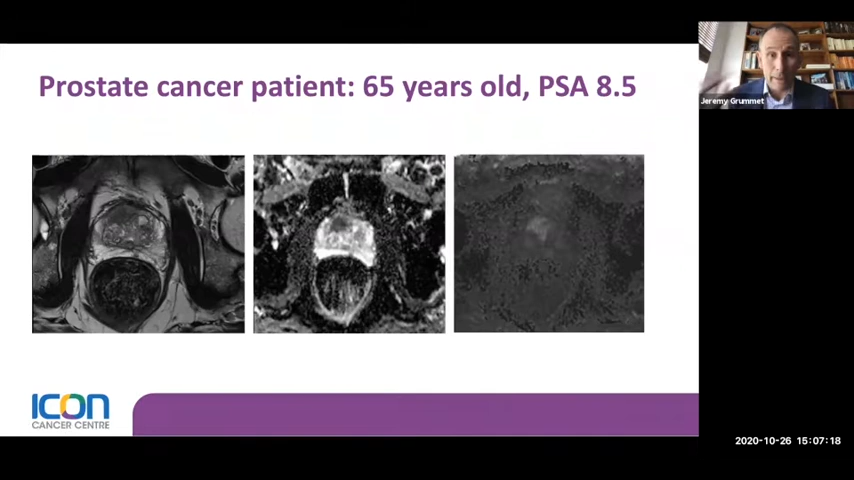 Prostate cancer patient: 65 years old, PSA 8.5
Jeremy Grummet
ICON
CANCER CENTRE
2020-10-26 15:07:18